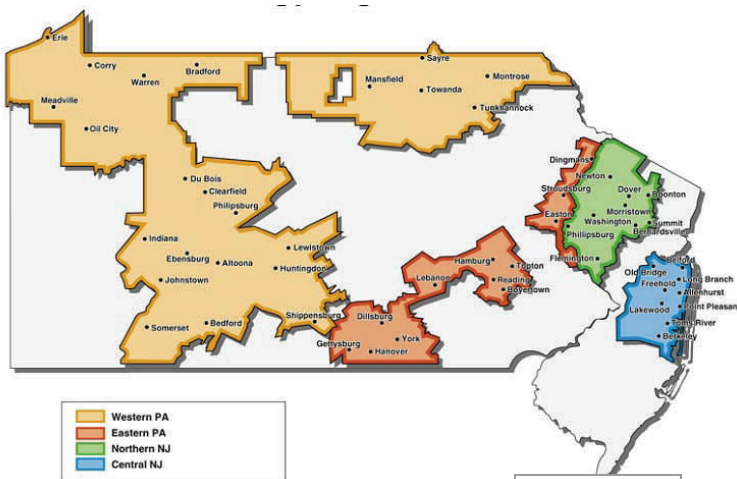 Erie
Corry
Bradford
Warren
Meadville
Oil City
Sayre
Mansfield
Towanda
Montrose
Tunkhannock
Du Bois
Clearfield
Philipsburg
Indiana
Ebensburg
Altoona
Johnstown
Lewistown
Huntingdon
Somerset
Bedford
Shippensburg
Dingmans
Newton
Stroudsburg
Dover
Boonton
Easton
Morristown
Washington
Summit
Phillipsburg
Bernardsville
Flemington
Hamburg
Topton
Lebanon
Reading
Boyertown
Dillsburg
Gettysburg
York
Hanover
Belford
Old Bridge
Long Branch
Freehold
Allenhurst
Lakewood
Point Pleasant
Toms River
Berkeley
Western PA
Eastern PA
Northern NJ
Central NJ